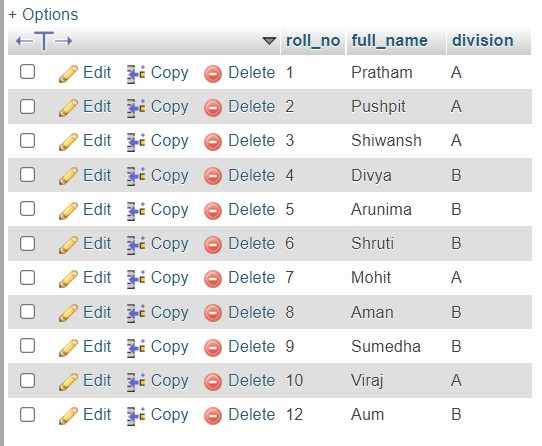 + Options
←T→ roll_no full_name division
Edit Copy Delete 1 Pratham A
Edit Copy Delete 2 Pushpit A
Edit Copy Delete 3 Shiwansh A
Edit Copy Delete 4 Divya B
Edit Copy Delete 5 Arunima B
Edit Copy Delete 6 Shruti B
Edit Copy Delete 7 Mohit A
Edit Copy Delete 8 Aman B
Edit Copy Delete 9 Sumedha B
Edit Copy Delete 10 Viraj A
Edit Copy Delete 12 Aum B